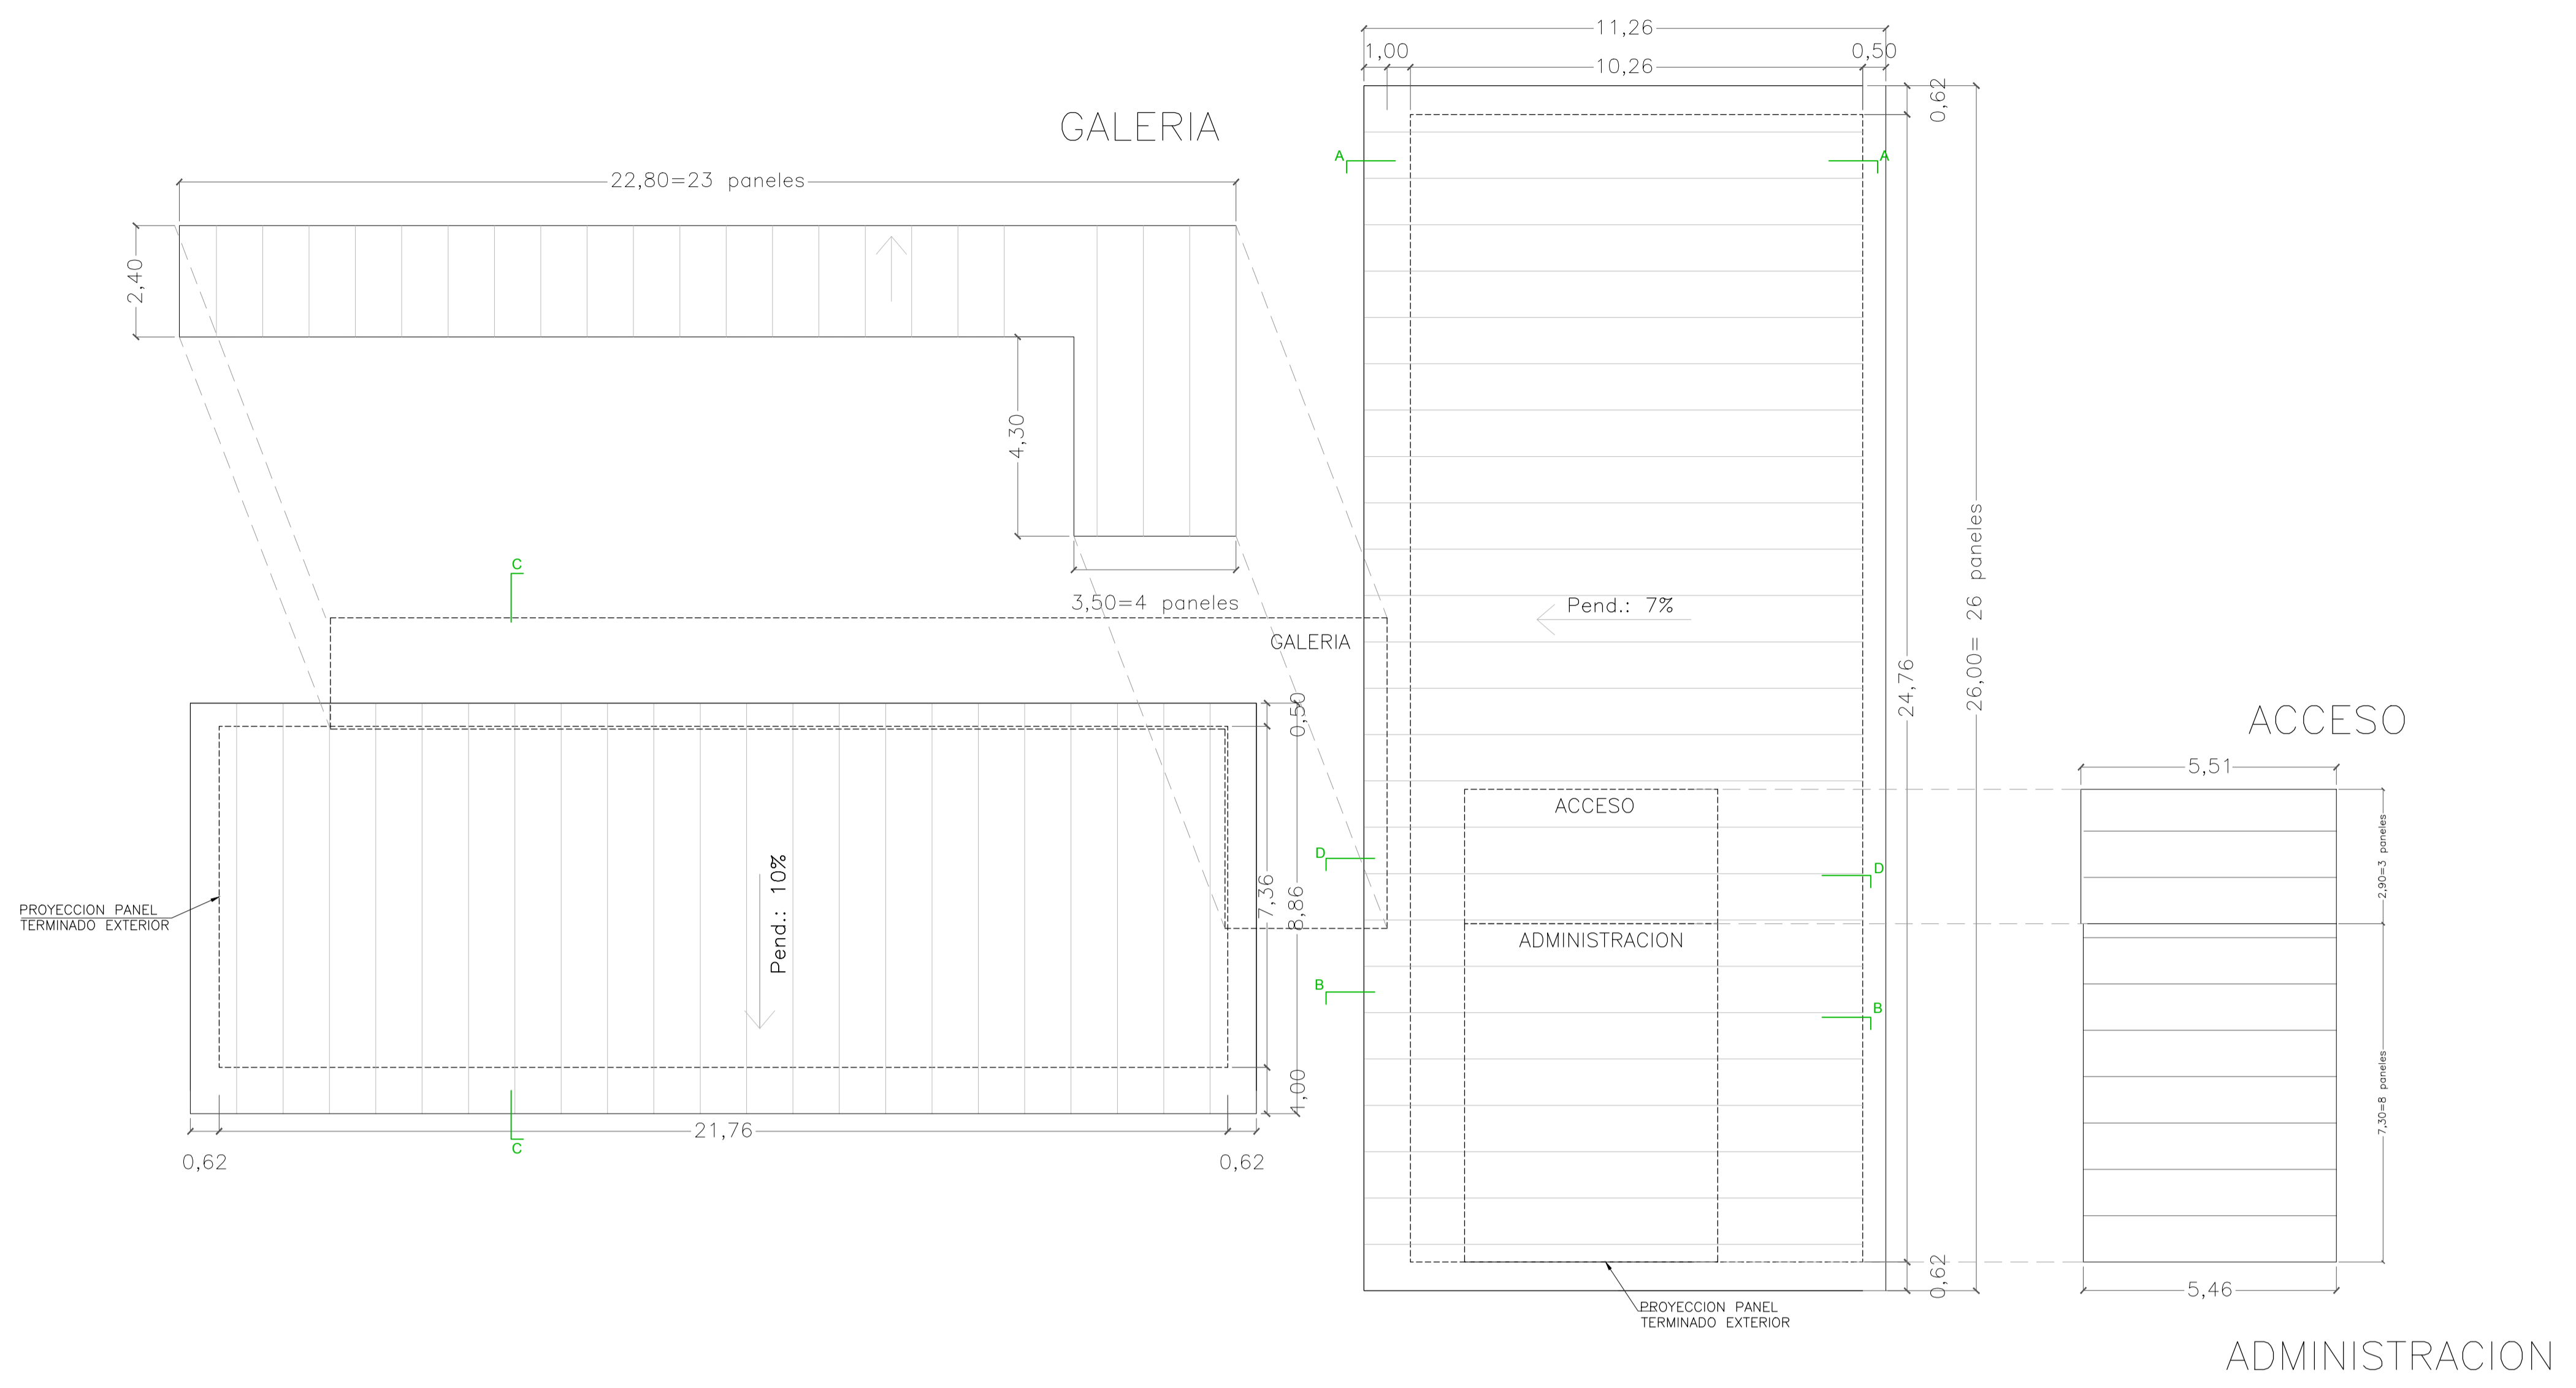 11,26
1,00
0,50
10,26
0,62
GALERIA
A
A
22,80=23 paneles
2,40
4,30
C
3,50=4 paneles
Pend.: 7%
GALERIA
26,00= 26 paneles
24,76
0,50
ACCESO
5,51
ACCESO
2,90=3 paneles
D
D
Pend.: 10%
7,36
8,86
PROYECCION PANEL
TERMINADO EXTERIOR
ADMINISTRACION
B
B
1,00
7,30=8 paneles
21,76
C
0,62
0,62
0,62
5,46
PROYECCION PANEL
TERMINADO EXTERIOR
ADMINISTRACION